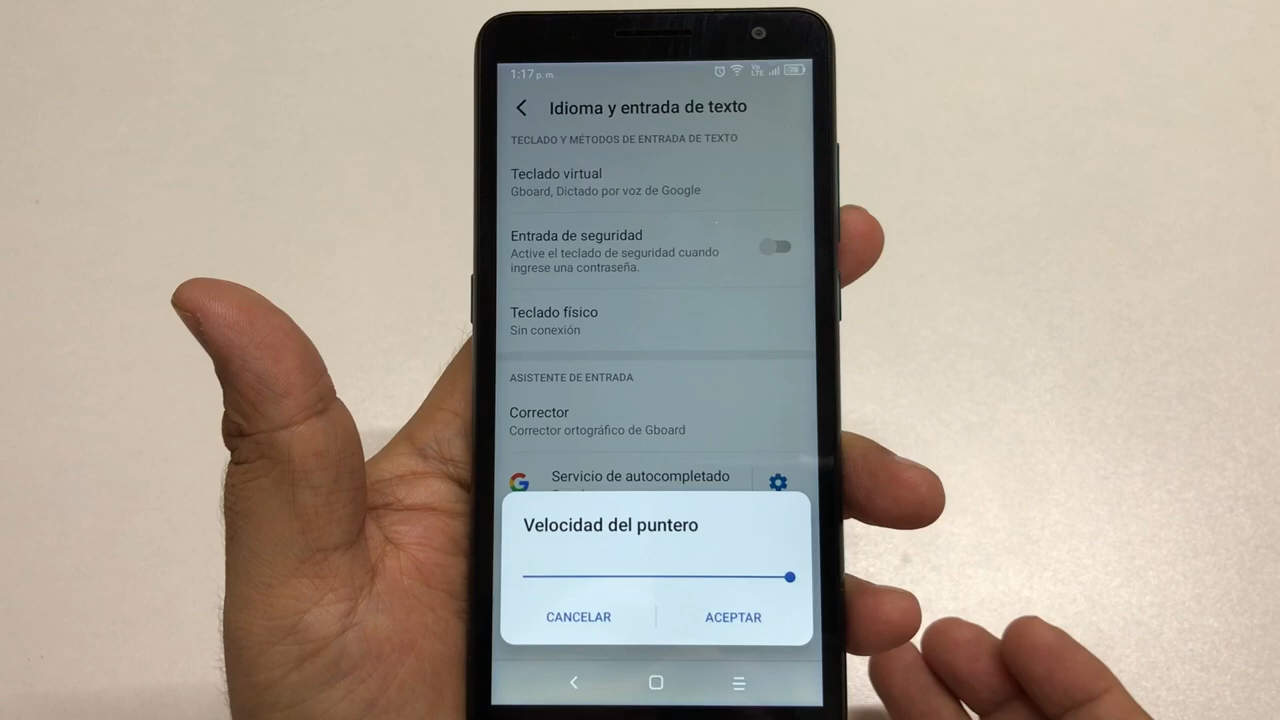 1:17 p. m.
Vo LTE
Idioma y entrada de texto
TECLADO Y MÉTODOS DE ENTRADA DE TEXTO
Teclado virtual
Gboard, Dictado por voz de Google
Entrada de seguridad
Active el teclado de seguridad cuando
ingrese una contraseña.
Teclado físico
Sin conexión
ASISTENTE DE ENTRADA
Corrector
Corrector ortográfico de Gboard
Servicio de autocompletado
Velocidad del puntero
CANCELAR
ACEPTAR